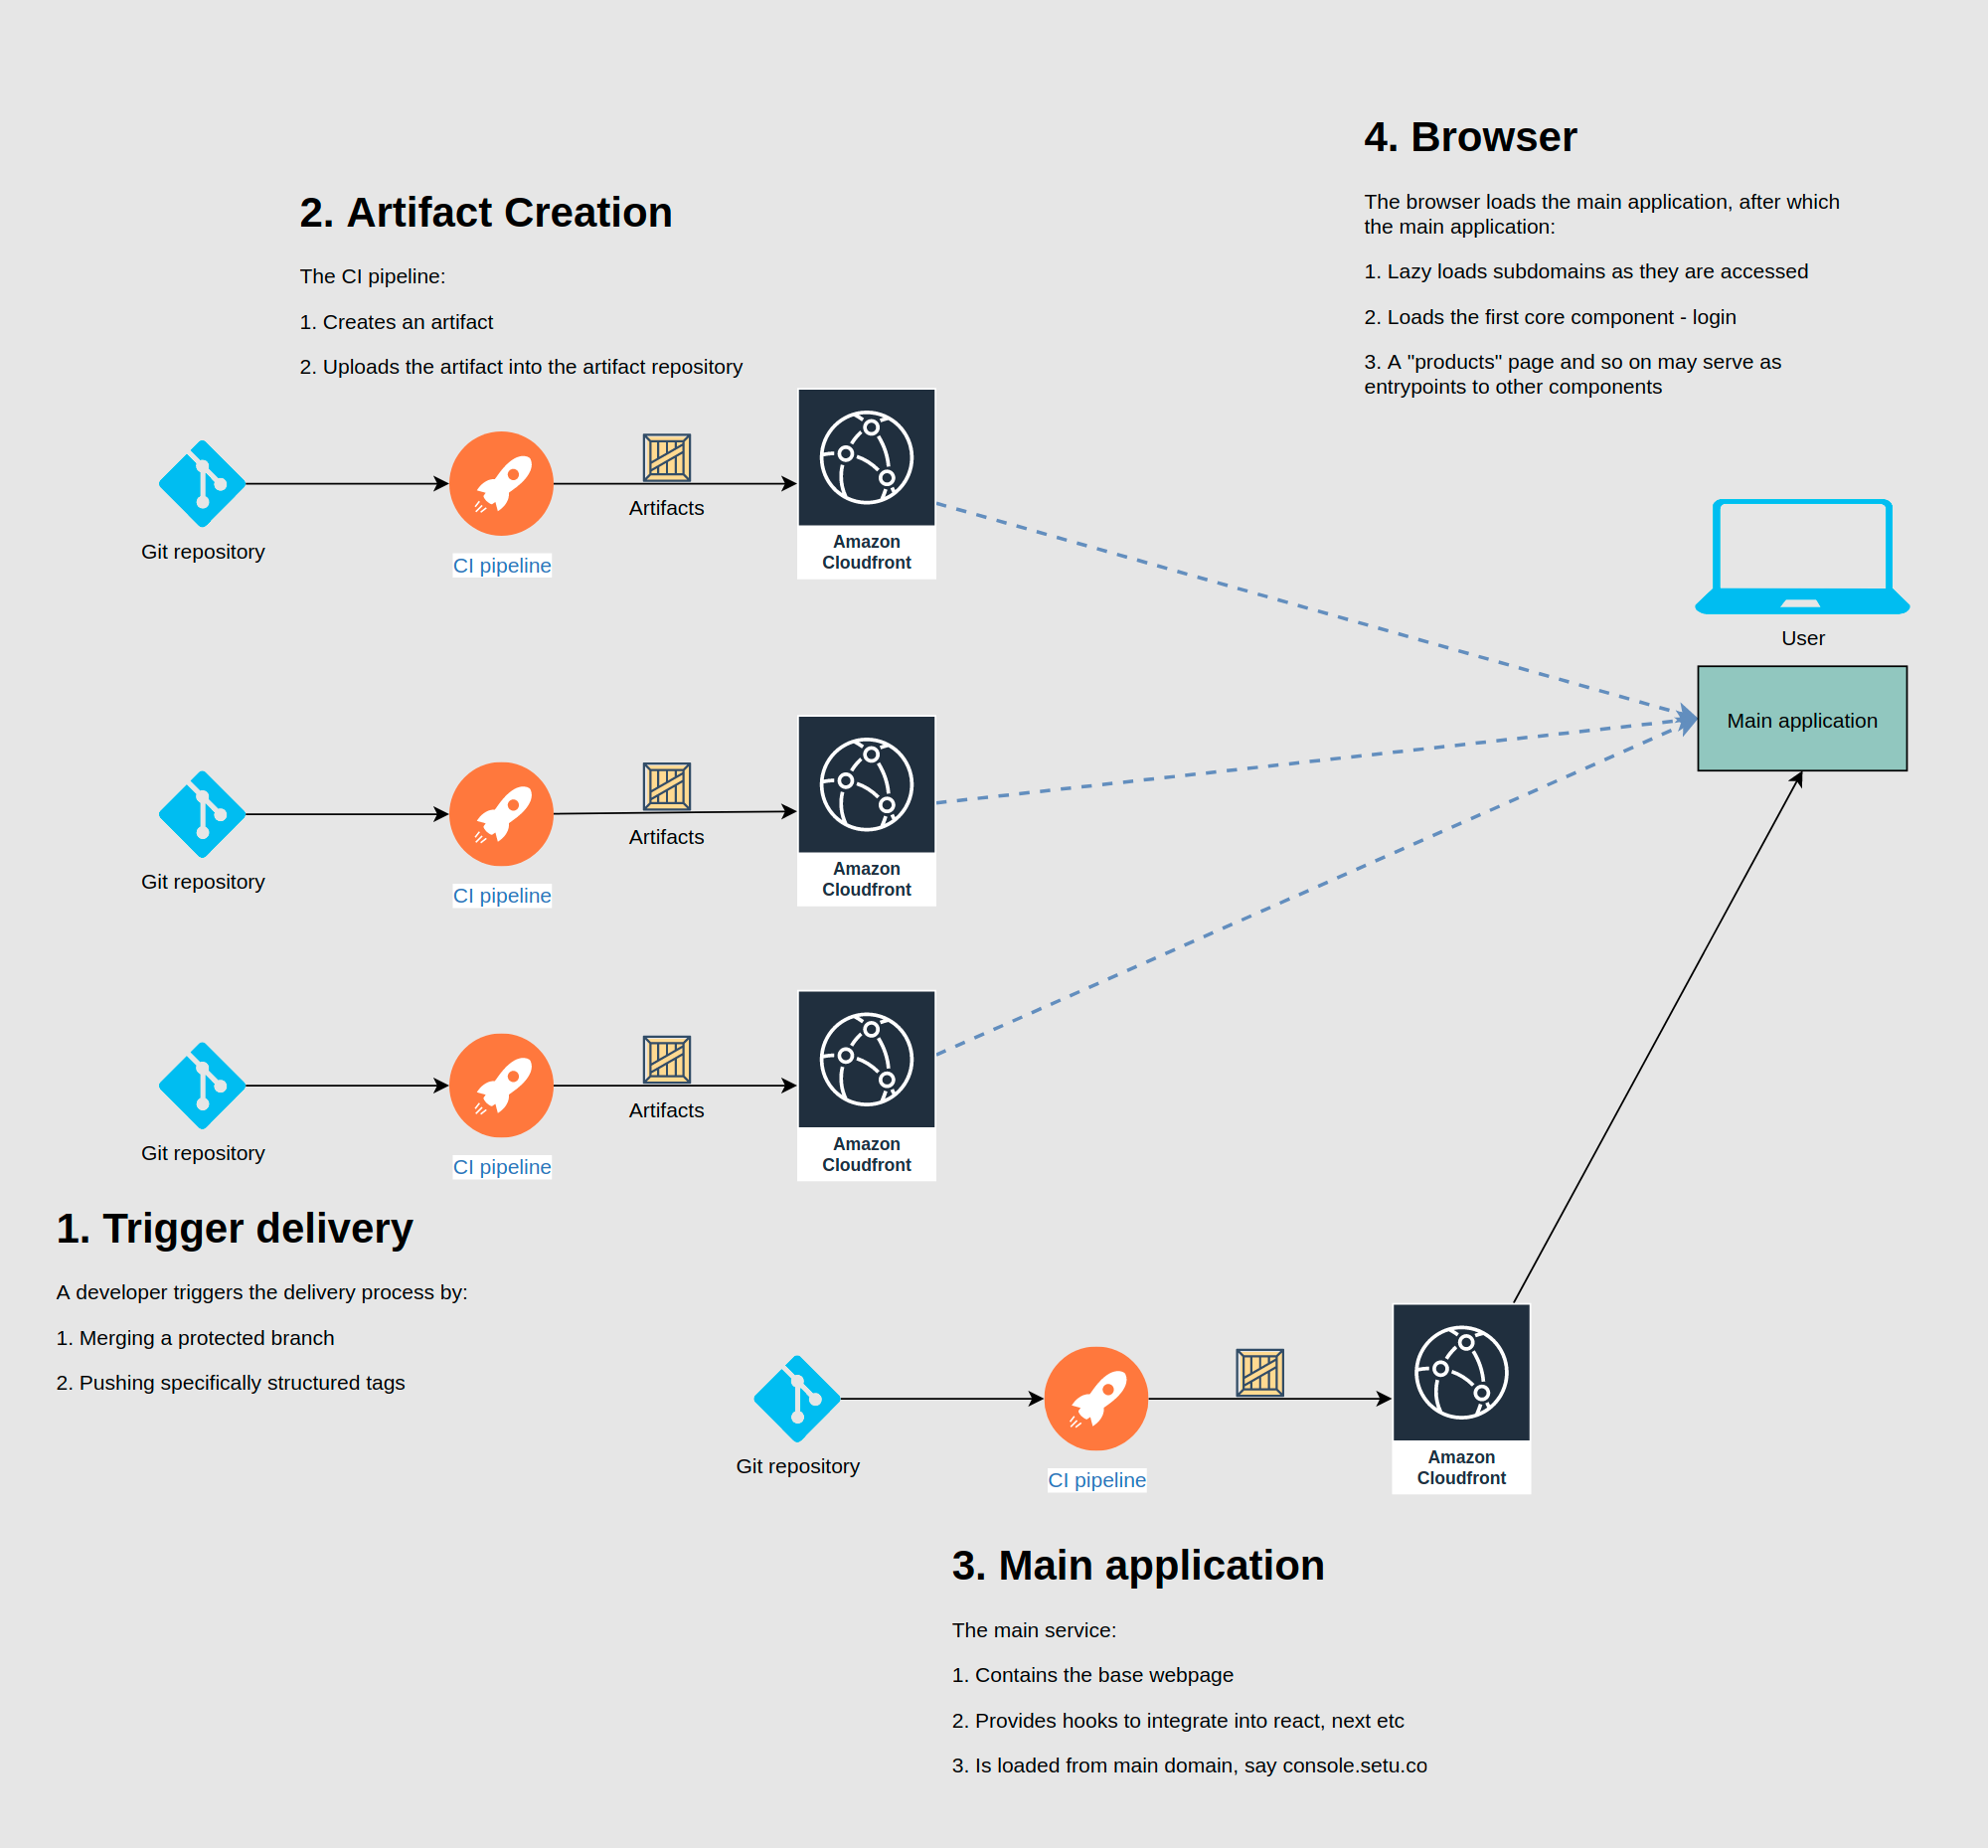 4. Browser
The browser loads the main application, after which
the main application:
1. Lazy loads subdomains as they are accessed
2. Loads the first core component - login
3. A "products" page and so on may serve as
entrypoints to other components
2. Artifact Creation
The CI pipeline:
1. Creates an artifact
2. Uploads the artifact into the artifact repository
Git repository
CI pipeline
Artifacts
Amazon
Cloudfront
User
Main application
Git repository
CI pipeline
Artifacts
Amazon
Cloudfront
Git repository
CI pipeline
Artifacts
Amazon
Cloudfront
1. Trigger delivery
A developer triggers the delivery process by:
1. Merging a protected branch
2. Pushing specifically structured tags
Git repository
CI pipeline
Amazon
Cloudfront
3. Main application
The main service:
1. Contains the base webpage
2. Provides hooks to integrate into react, next etc
3. Is loaded from main domain, say console.setu.co